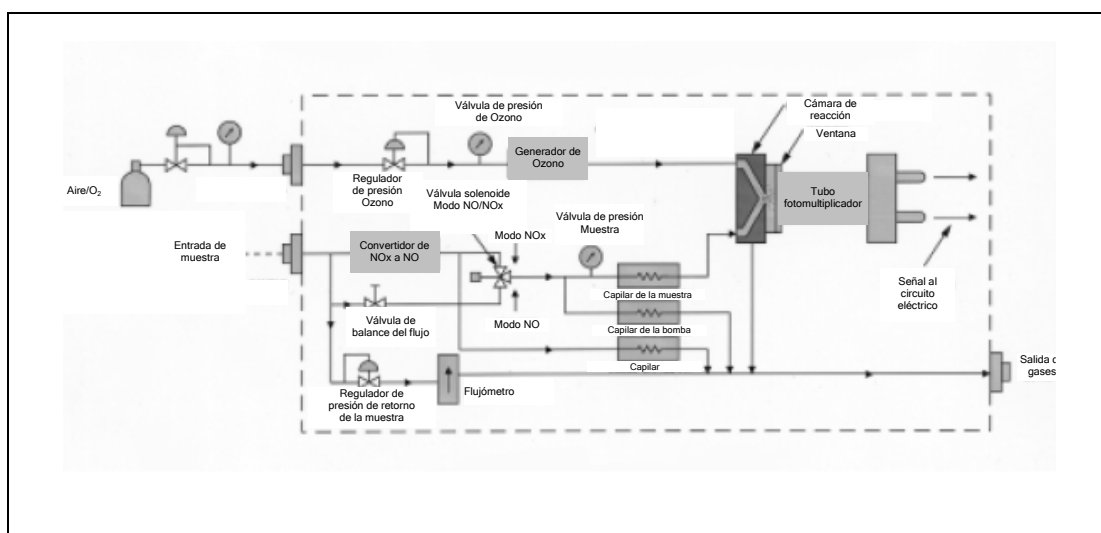 Válvula de presión
de Ozono
Cámara de
reacción
Ventana
Aire/O₂
Generador de
Ozono
Regulador
de presión
Ozono
Válvula solenoide
Modo NO/NOx
Tubo
fotomultiplicador
Entrada de
muestra
Convertidor de
NOx a NO
Modo NOx
Válvula de presión
Muestra
Señal al
circuito
eléctrico
Capilar de la muestra
Modo NO
Válvula de
balance del flujo
Capilar de la bomba
Capilar
Regulador de
presión de retorno
de la muestra
Flujómetro
Salida d
gases